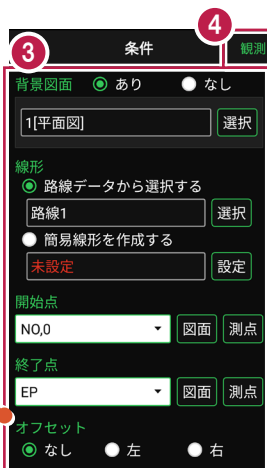 4
3 条件 観測
背景図面 あり なし
1[平面図] 選択
線形
路線データから選択する
路線1 選択
簡易線形を作成する
未設定 設定
開始点
NO,0 図面 測点
終了点
EP 図面 測点
オフセット
なし 左 右